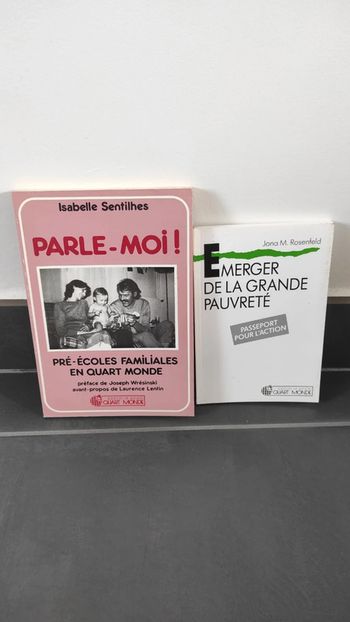 Isabelle Sentilhes
PARLE-MOi !
PRÉ-ÉCOLES FAMILIALES
EN QUART MONDE
préface de Joseph Wrésinski
avant-propos de Laurence Lentin
QUART MONDE
Jona M. Rosenfeld
EMERGER
DE LA GRANDE
PAUVRETÉ
PASSEPORT
POUR L'ACTION
QUART MONDE